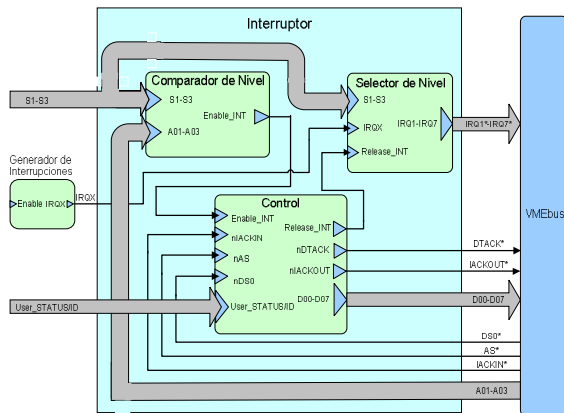 Interruptor
Comparador de Nivel
S1-S3
Enable_INT
A01-A03
Selector de Nivel
S1-S3
IRQX
IRQ1-IRQ7
Release_INT
S1-S3
IRQ1*-IRQ7*
Generador de
Interrupciones
Enable IRQX
IRQX
Control
Enable_INT
nIACKIN
nAS
nDS0
User_STATUS/ID
Release_INT
nDTACK
nIACKOUT
D00-D07
User_STATUS/ID
VMEbus
DTACK*
IACKOUT*
D00-D07
DS0*
AS*
IACKIN*
A01-A03